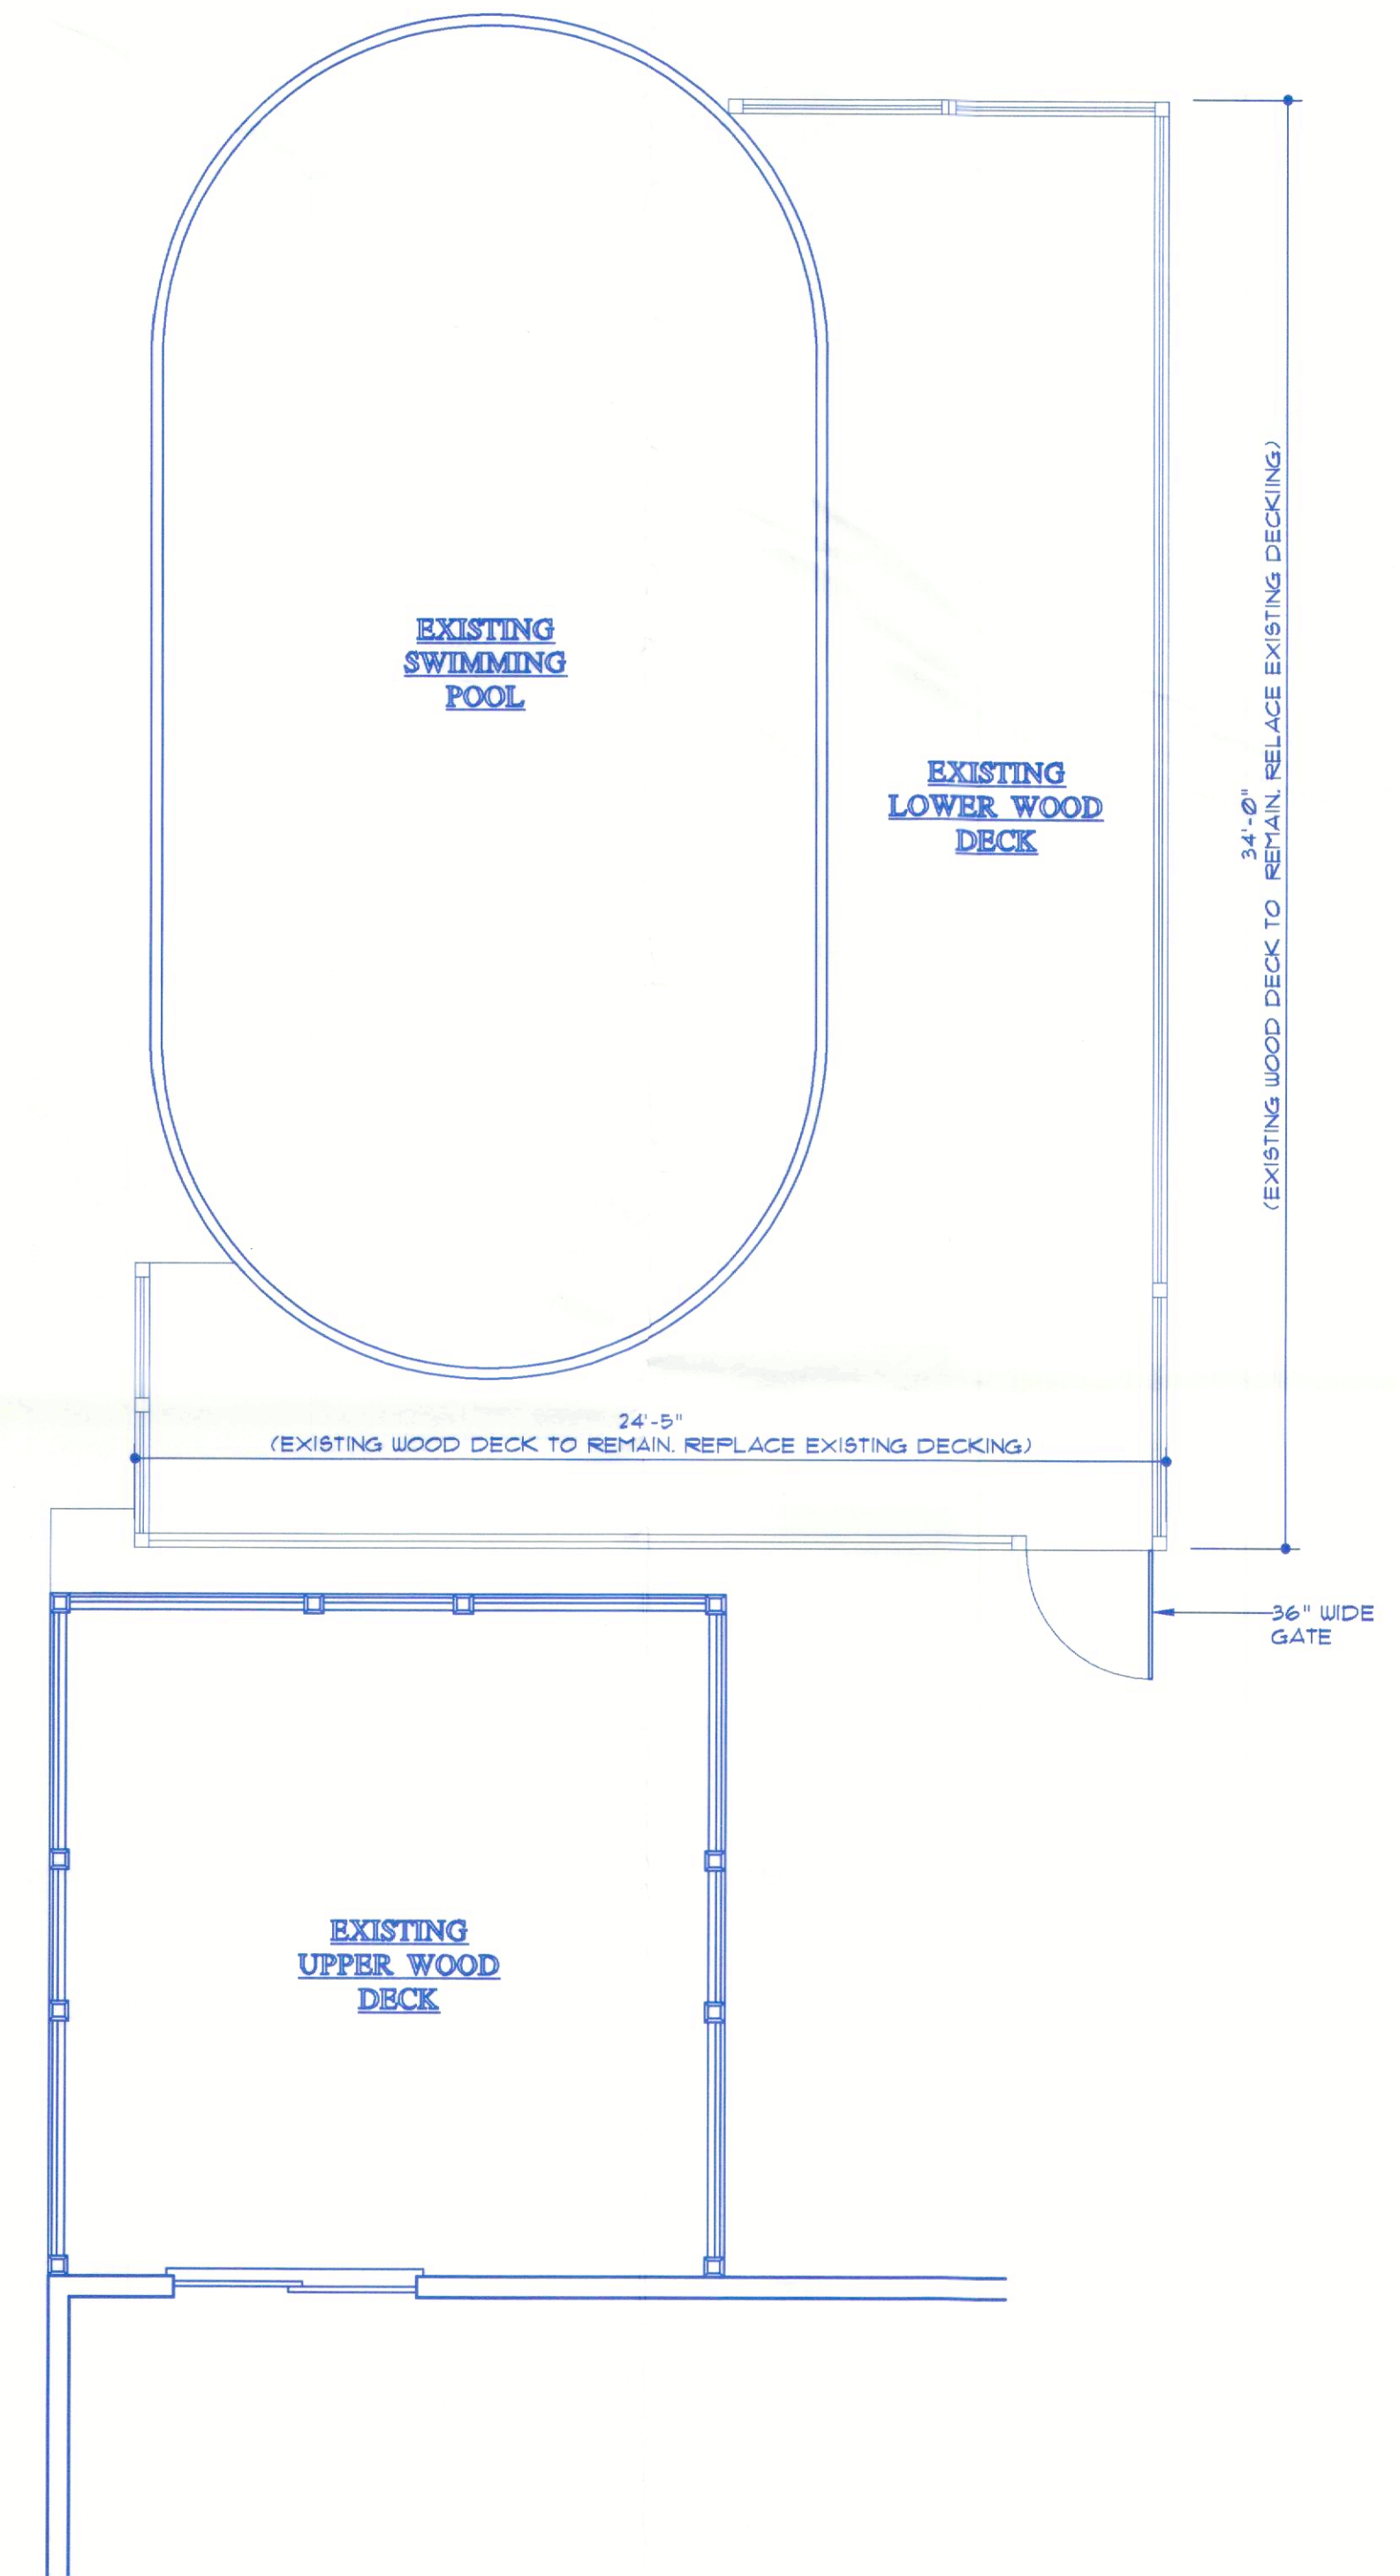 EXISTING
SWIMMING
POOL
EXISTING
LOWER WOOD
DECK
34'-0"
(EXISTING WOOD DECK TO REMAIN. RELACE EXISTING DECKIING)
24'-5"
(EXISTING WOOD DECK TO REMAIN. REPLACE EXISTING DECKING)
36" WIDE
GATE
EXISTING
UPPER WOOD
DECK